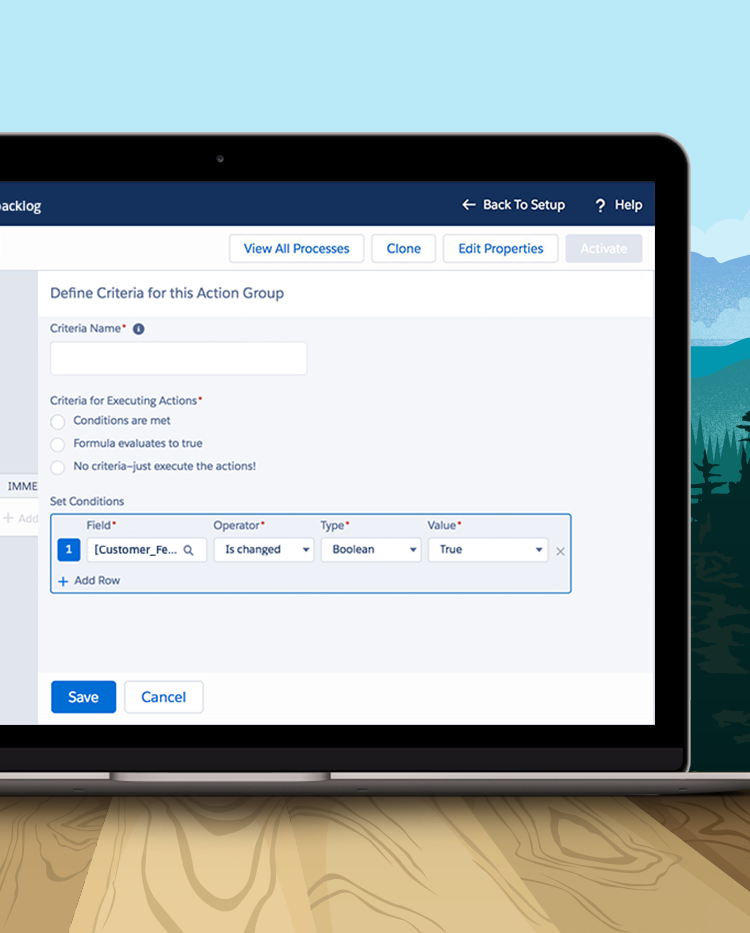 backlog
← Back To Setup ? Help
View All Processes Clone Edit Properties Activate
Define Criteria for this Action Group
Criteria Name* i
Criteria for Executing Actions*
Conditions are met
Formula evaluates to true
No criteria—just execute the actions!
IMME
+ Add
Set Conditions
Field* Operator* Type* Value*
1 [Customer_Fe... Is changed Boolean True ×
+ Add Row
Save Cancel